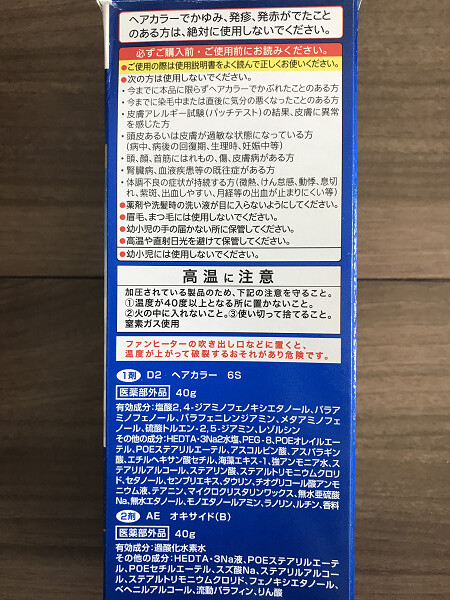 ヘアカラーでかゆみ、発疹、発赤がでたこと
のある方は、絶対に使用しないでください。
必ずご購入前・ご使用前にお読みください。
●ご使用の際は使用説明書をよく読んで正しくお使いください。
●次の方は使用しないでください。
・今までに本品に限らずヘアカラーでかぶれたことのある方
・今までに染毛中または直後に気分の悪くなったことのある方
・皮膚アレルギー試験(パッチテスト)の結果、皮膚に異常
を感じた方
・頭皮あるいは皮膚が過敏な状態になっている方
(病中、病後の回復期、生理時、妊娠中等)
・頭、顔、首筋にはれもの、傷、皮膚病がある方
・腎臓病、血液疾患等の既往症がある方
・体調不良の症状が持続する方(微熱、けん怠感、動悸、息切
れ、紫斑、出血しやすい、月経等の出血が止まりにくい等)
●薬剤や洗髪時の洗い液が目に入らないようにしてください。
●眉毛、まつ毛には使用しないでください。
●幼小児の手の届かない所に保管してください。
●高温や直射日光を避けて保管してください。
●幼小児には使用しないでください。
高温に注意
加圧されている製品のため、下記の注意を守ること。
①温度が40度以上となる所に置かないこと。
②火の中に入れないこと。③使い切って捨てること。
窒素ガス使用
ファンヒーターの吹き出し口などに置くと、
温度が上がって破裂するおそれがあり危険です。
1剤 D2 ヘアカラー 6S
医薬部外品 40g
有効成分:塩酸2,4-ジアミノフェノキシエタノール、パラア
ミノフェノール、パラフェニレンジアミン、メタアミノフェノ
ール、硫酸トルエン-2,5-ジアミン、レゾルシン
その他の成分:HEDTA・3Na2水塩、PEG-8、POEオレイルエー
テル、POEステアリルエーテル、アスコルビン酸、アスパラギン
酸、エチルヘキサン酸セチル、海藻エキス-1、強アンモニア水、ス
テアリルアルコール、ステアリン酸、ステアルトリモニウムクロリ
ド、セタノール、センブリエキス、タウリン、チオグリコール酸アン
モニウム液、テアニン、マイクロクリスタリンワックス、無水亜硫酸
Na、無水エタノール、モノエタノールアミン、ラノリン、ルチン、香料
2剤 AE オキサイド(B)
医薬部外品 40g
有効成分:過酸化水素水
その他の成分:HEDTA・3Na液、POEステアリルエーテ
ル、POEセチルエーテル、スズ酸Na、ステアリルアルコー
ル、ステアルトリモニウムクロリド、フェノキシエタノール、
ベヘニルアルコール、流動パラフィン、りん酸